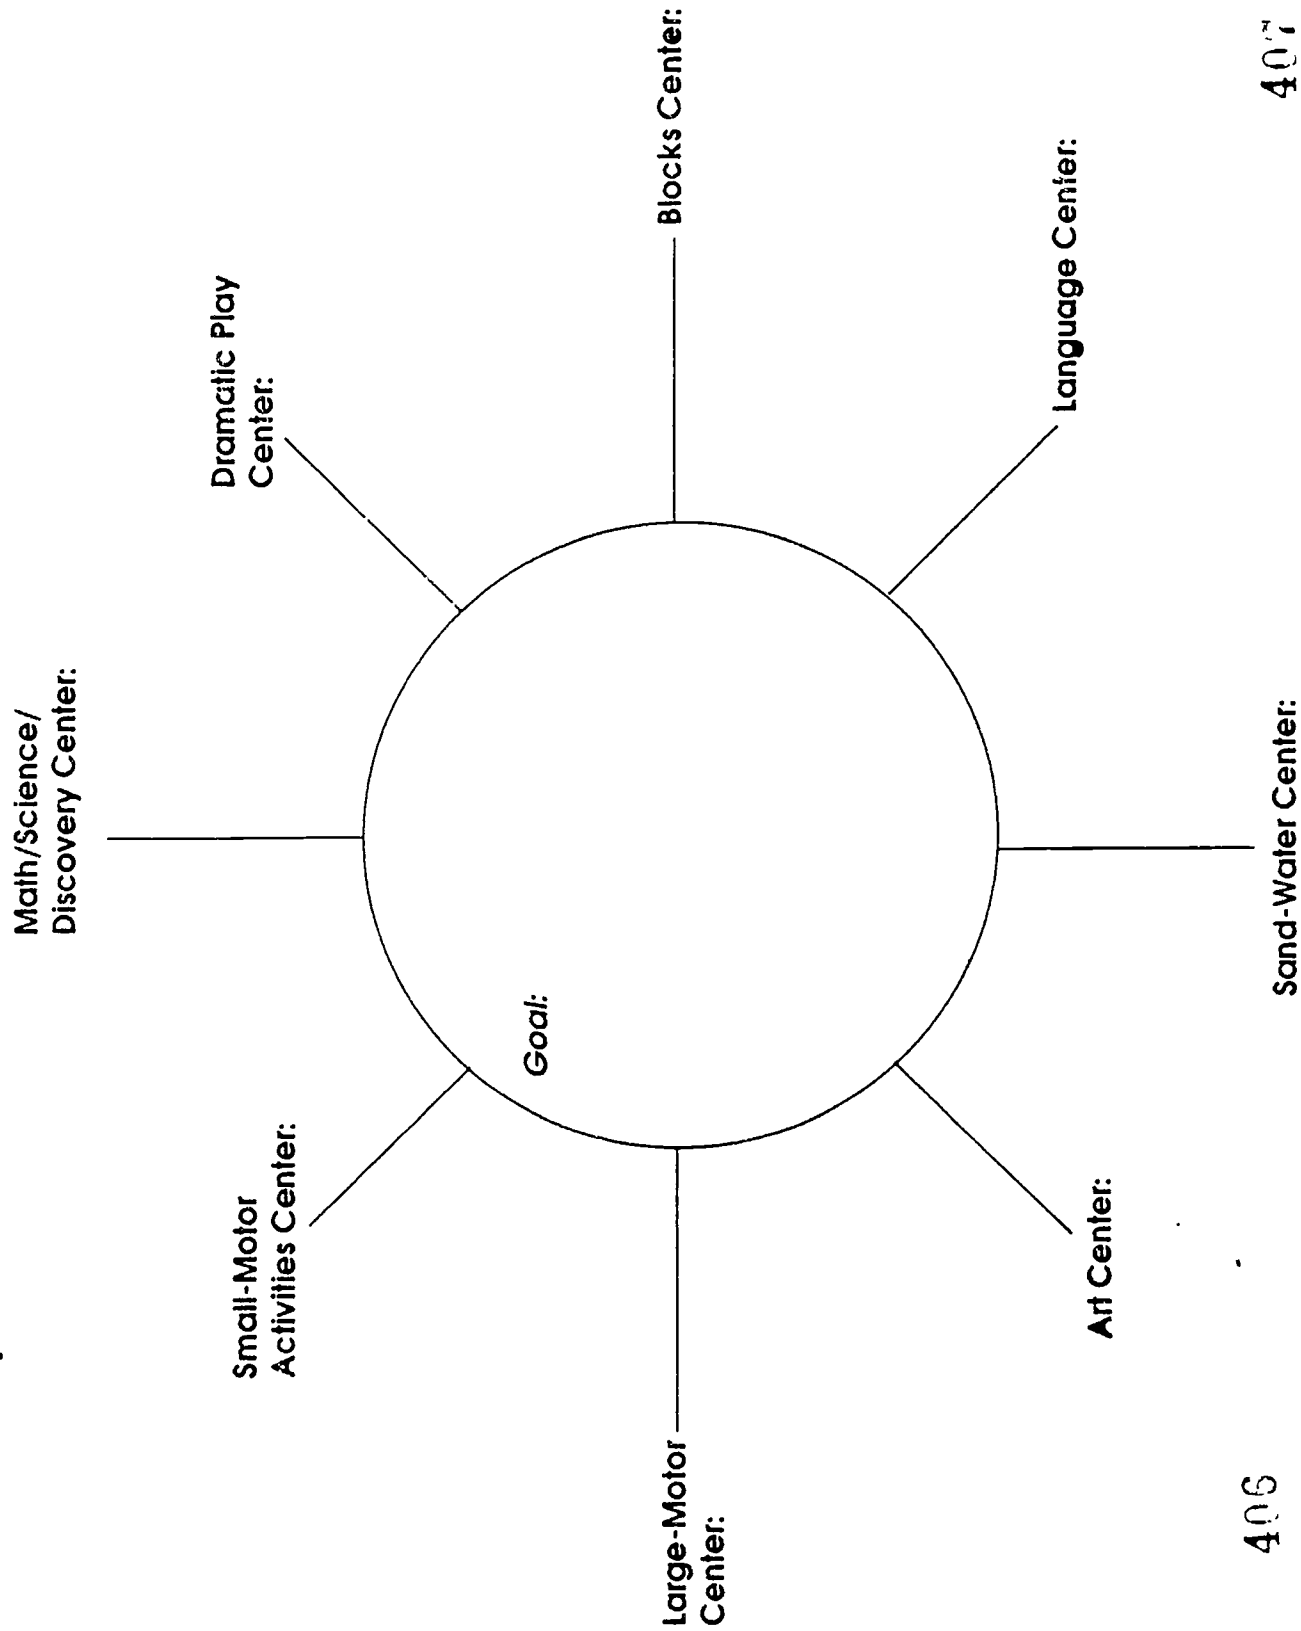 Math/Science/
Discovery Center:
Small-Motor
Activities Center:
Dramatic Play
Center:
Goal:
Large-Motor
Center:
Blocks Center:
Art Center:
Language Center:
Sand-Water Center:
406
407